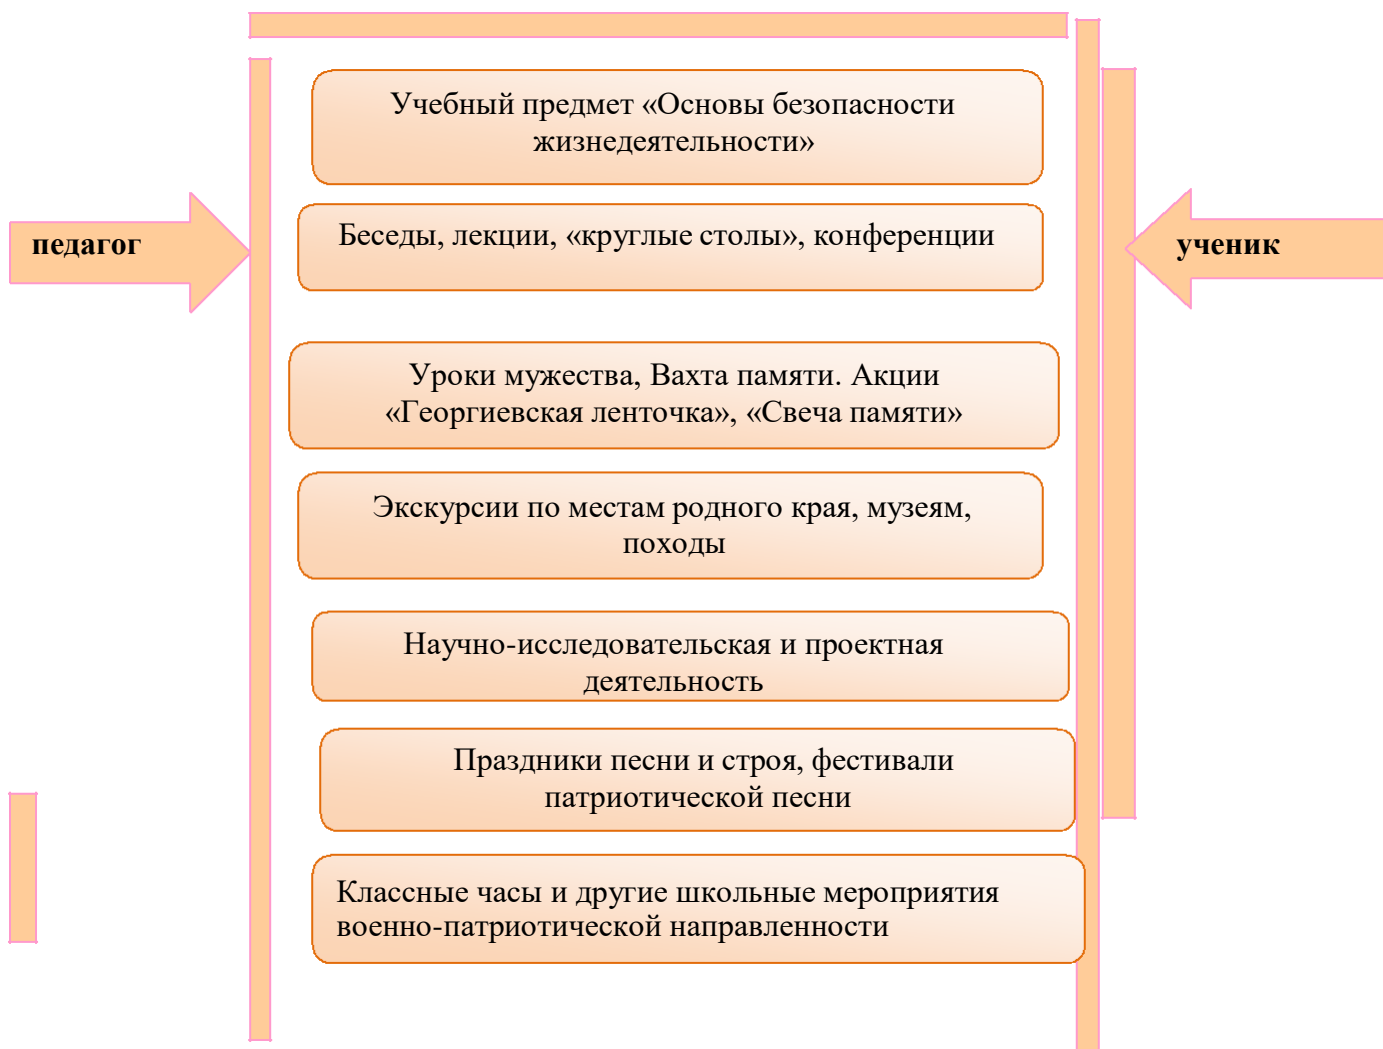 Учебный предмет «Основы безопасности
жизнедеятельности»
педагог
Беседы, лекции, «круглые столы», конференции
ученик
Уроки мужества, Вахта памяти. Акции
«Георгиевская ленточка», «Свеча памяти»
Экскурсии по местам родного края, музеям,
походы
Научно-исследовательская и проектная
деятельность
Праздники песни и строя, фестивали
патриотической песни
Классные часы и другие школьные мероприятия
военно-патриотической направленности